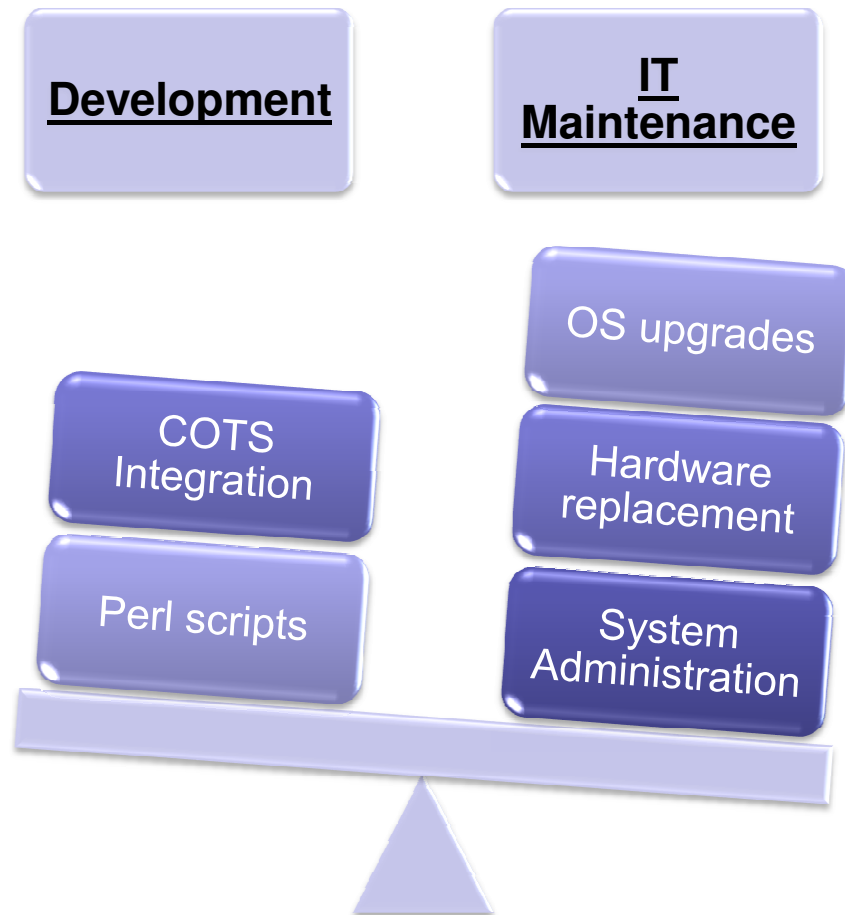 Development
IT
Maintenance
OS upgrades
COTS
Integration
Hardware
replacement
Perl scripts
System
Administration